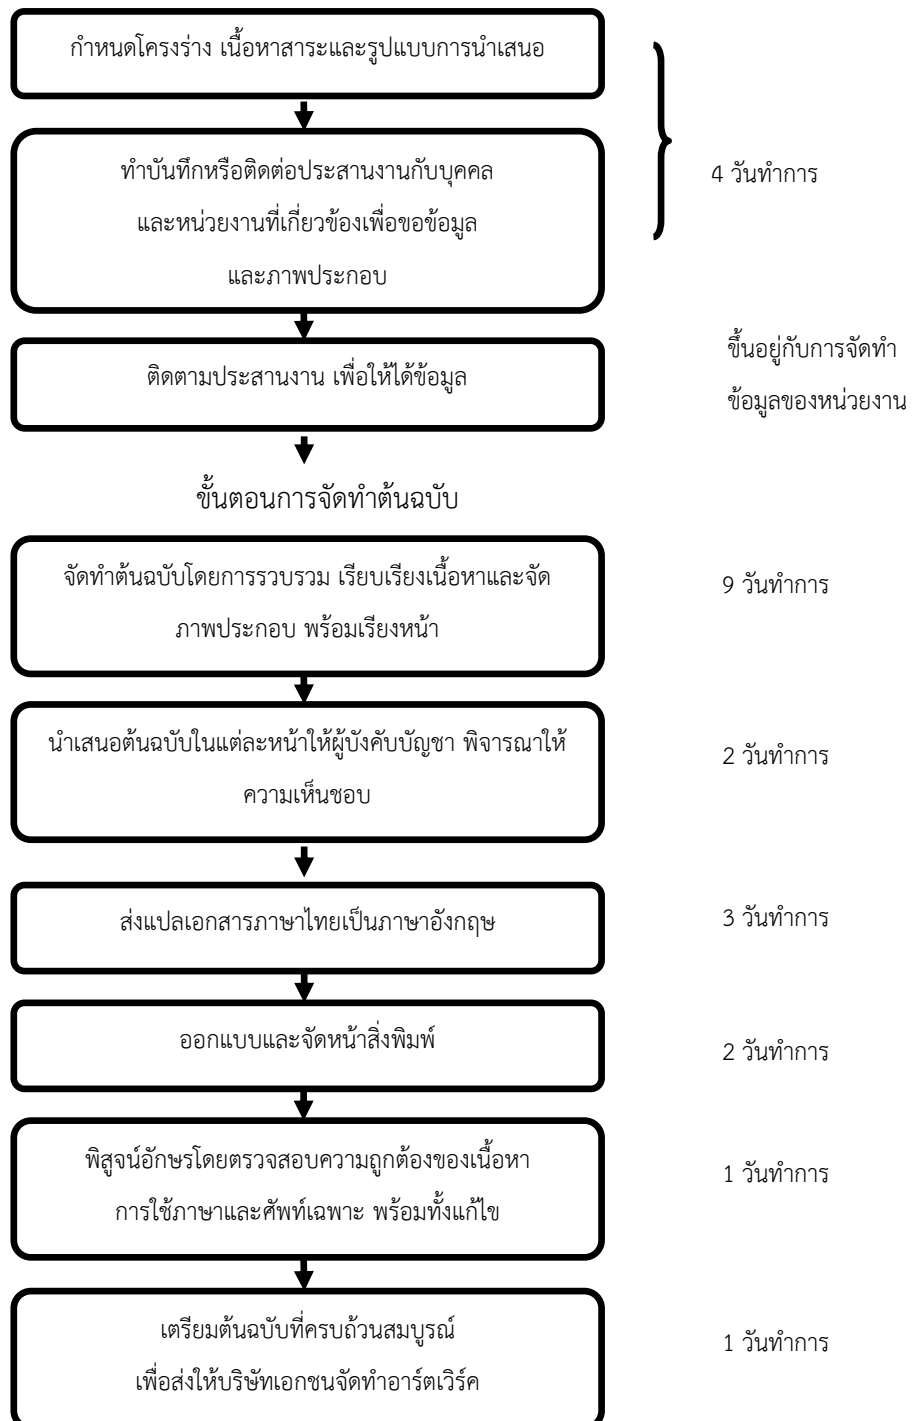 กำหนดโครงร่าง เนื้อหาสาระและรูปแบบการนำเสนอ
ทำบันทึกหรือติดต่อประสานงานกับบุคคล
และหน่วยงานที่เกี่ยวข้องเพื่อขอข้อมูล
และภาพประกอบ
4 วันทำการ
ติดตามประสานงาน เพื่อให้ได้ข้อมูล
ขึ้นอยู่กับการจัดทำ
ข้อมูลของหน่วยงาน
ขั้นตอนการจัดทำต้นฉบับ
จัดทำต้นฉบับโดยการรวบรวม เรียบเรียงเนื้อหาและจัด
ภาพประกอบ พร้อมเรียงหน้า
9 วันทำการ
นำเสนอต้นฉบับในแต่ละหน้าให้ผู้บังคับบัญชา พิจารณาให้
ความเห็นชอบ
2 วันทำการ
ส่งแปลเอกสารภาษาไทยเป็นภาษาอังกฤษ
3 วันทำการ
ออกแบบและจัดหน้าสิ่งพิมพ์
2 วันทำการ
พิสูจน์อักษรโดยตรวจสอบความถูกต้องของเนื้อหา
การใช้ภาษาและศัพท์เฉพาะ พร้อมทั้งแก้ไข
1 วันทำการ
เตรียมต้นฉบับที่ครบถ้วนสมบูรณ์
เพื่อส่งให้บริษัทเอกชนจัดทำอาร์ตเวิร์ค
1 วันทำการ